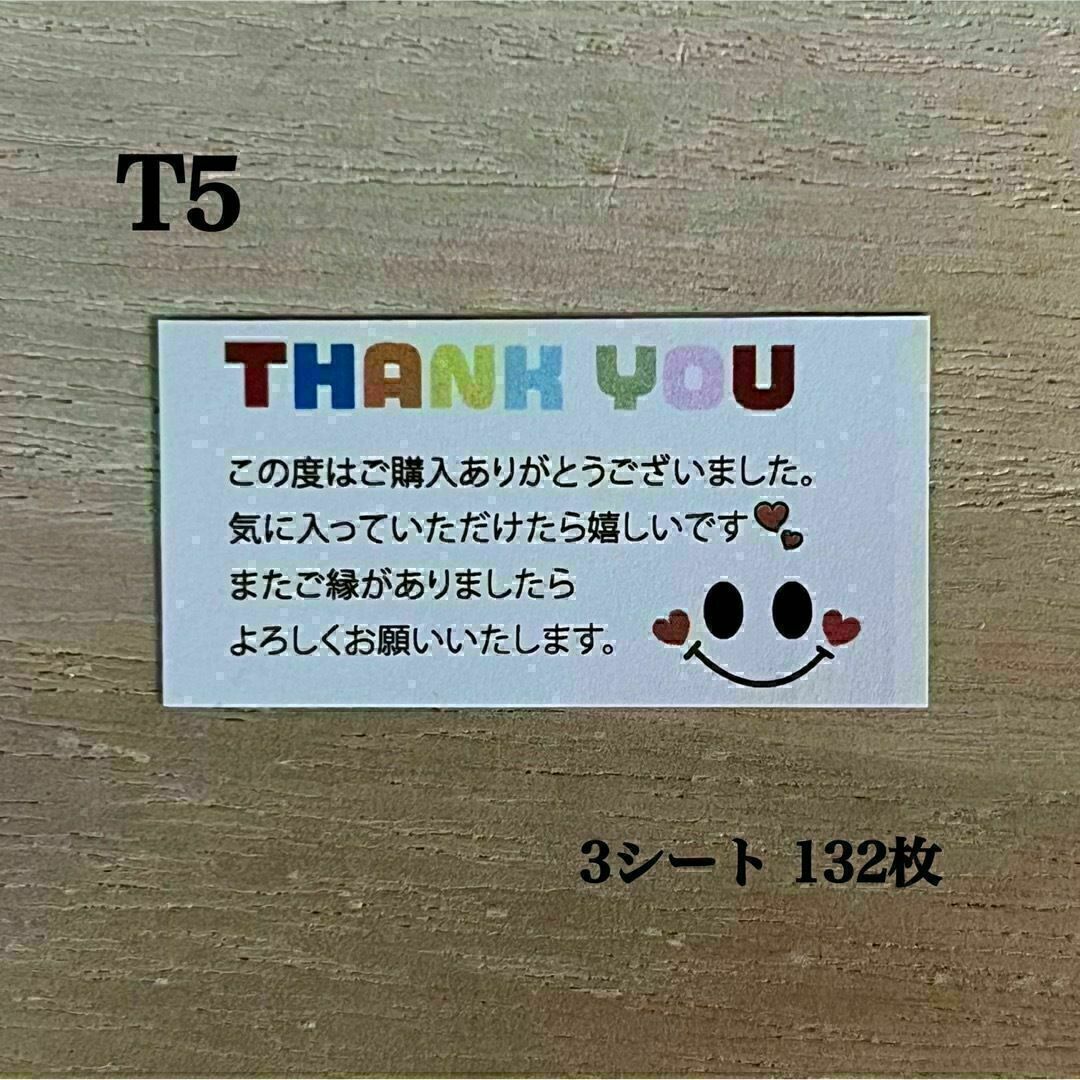 T5
THANK YOU
この度はご購入ありがとうございました。
気に入っていただけたら嬉しいです
またご縁がありましたら
よろしくお願いいたします。
3シート 132枚